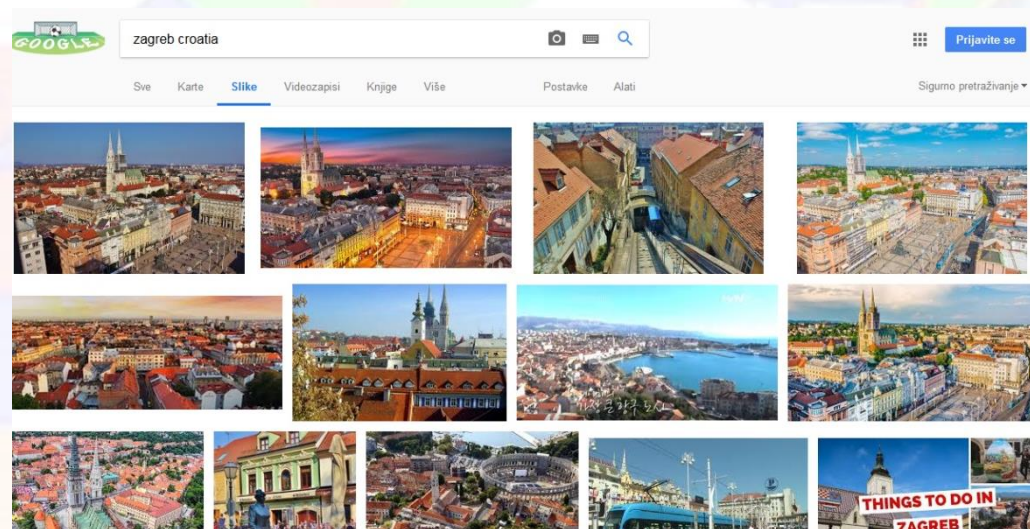 GOOGLE
zagreb croatia
Prijavite se
Sve Karte Slike Videozapisi Knjige Više Postavke Alati Sigurno pretraživanje
THINGS TO DO IN
ZAGREB